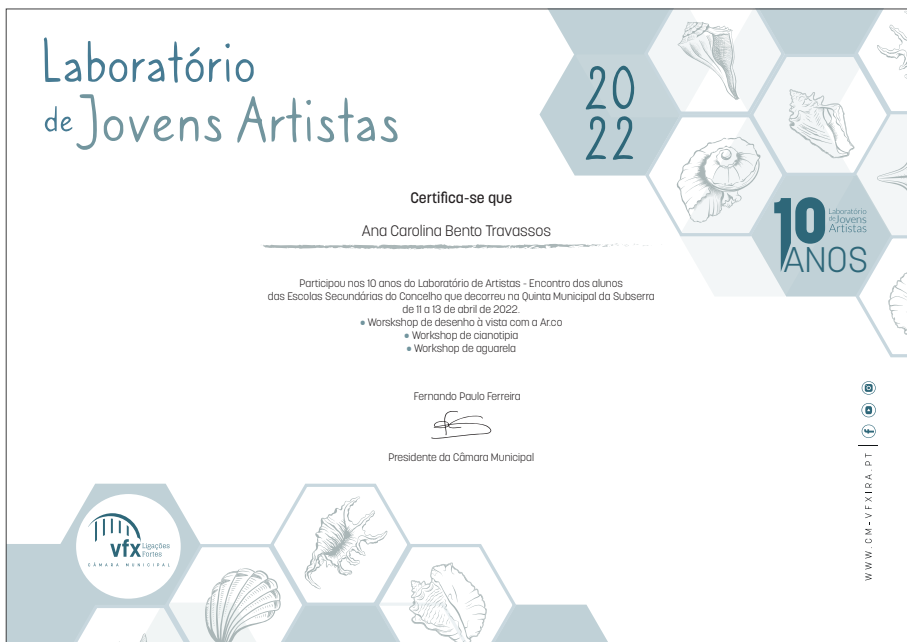 Laboratório
de Jovens Artistas
20
22
10
Laboratório
de Jovens
Artistas
ANOS
Certifica-se que
Ana Carolina Bento Travassos
Participou nos 10 anos do Laboratório de Artistas - Encontro dos alunos
das Escolas Secundárias do Concelho que decorreu na Quinta Municipal da Subserra
de 11 a 13 de abril de 2022.
• Worskshop de desenho à vista com a Ar.co
• Workshop de cianotipia
• Workshop de aguarela
Fernando Paulo Ferreira
Presidente da Câmara Municipal
WWW.CM-VFXIRA.PT
vfx Ligações
Fortes
CÂMARA MUNICIPAL